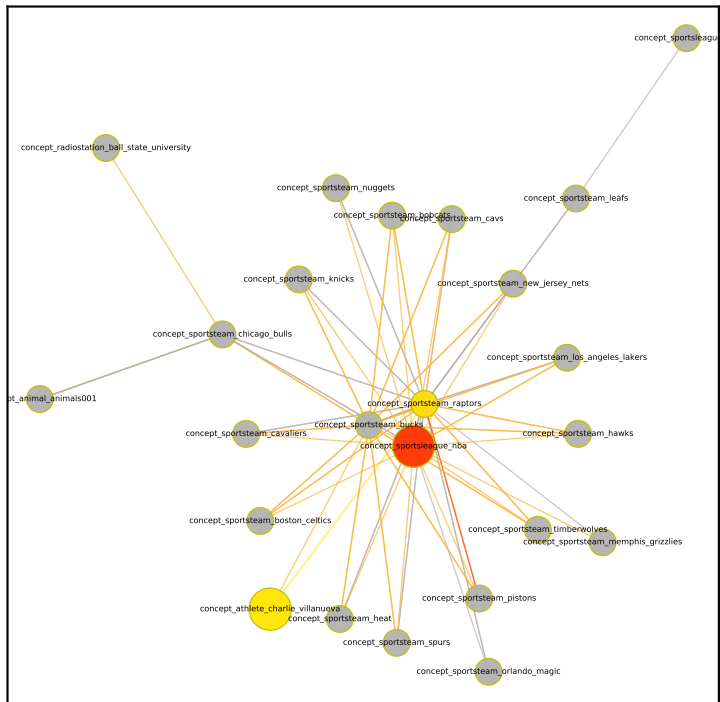 concept_sportsleagu
concept_radiostation_ball_state_university
concept_sportsteam_nuggets
concept_sportsteam_leafs
concept_sportsteam_bobcats
concept_sportsteam_cavs
concept_sportsteam_knicks
concept_sportsteam_new_jersey_nets
concept_sportsteam_chicago_bulls
concept_sportsteam_los_angeles_lakers
pt_animal_animals001
concept_sportsteam_raptors
concept_sportsteam_bucks
concept_sportsteam_cavaliers
concept_sportsteam_hawks
concept_sportsleague_nba
concept_sportsteam_boston_celtics
concept_sportsteam_timberwolves
concept_sportsteam_memphis_grizzlies
concept_sportsteam_pistons
concept_athlete_charlie_villanueva
concept_sportsteam_heat
concept_sportsteam_spurs
concept_sportsteam_orlando_magic